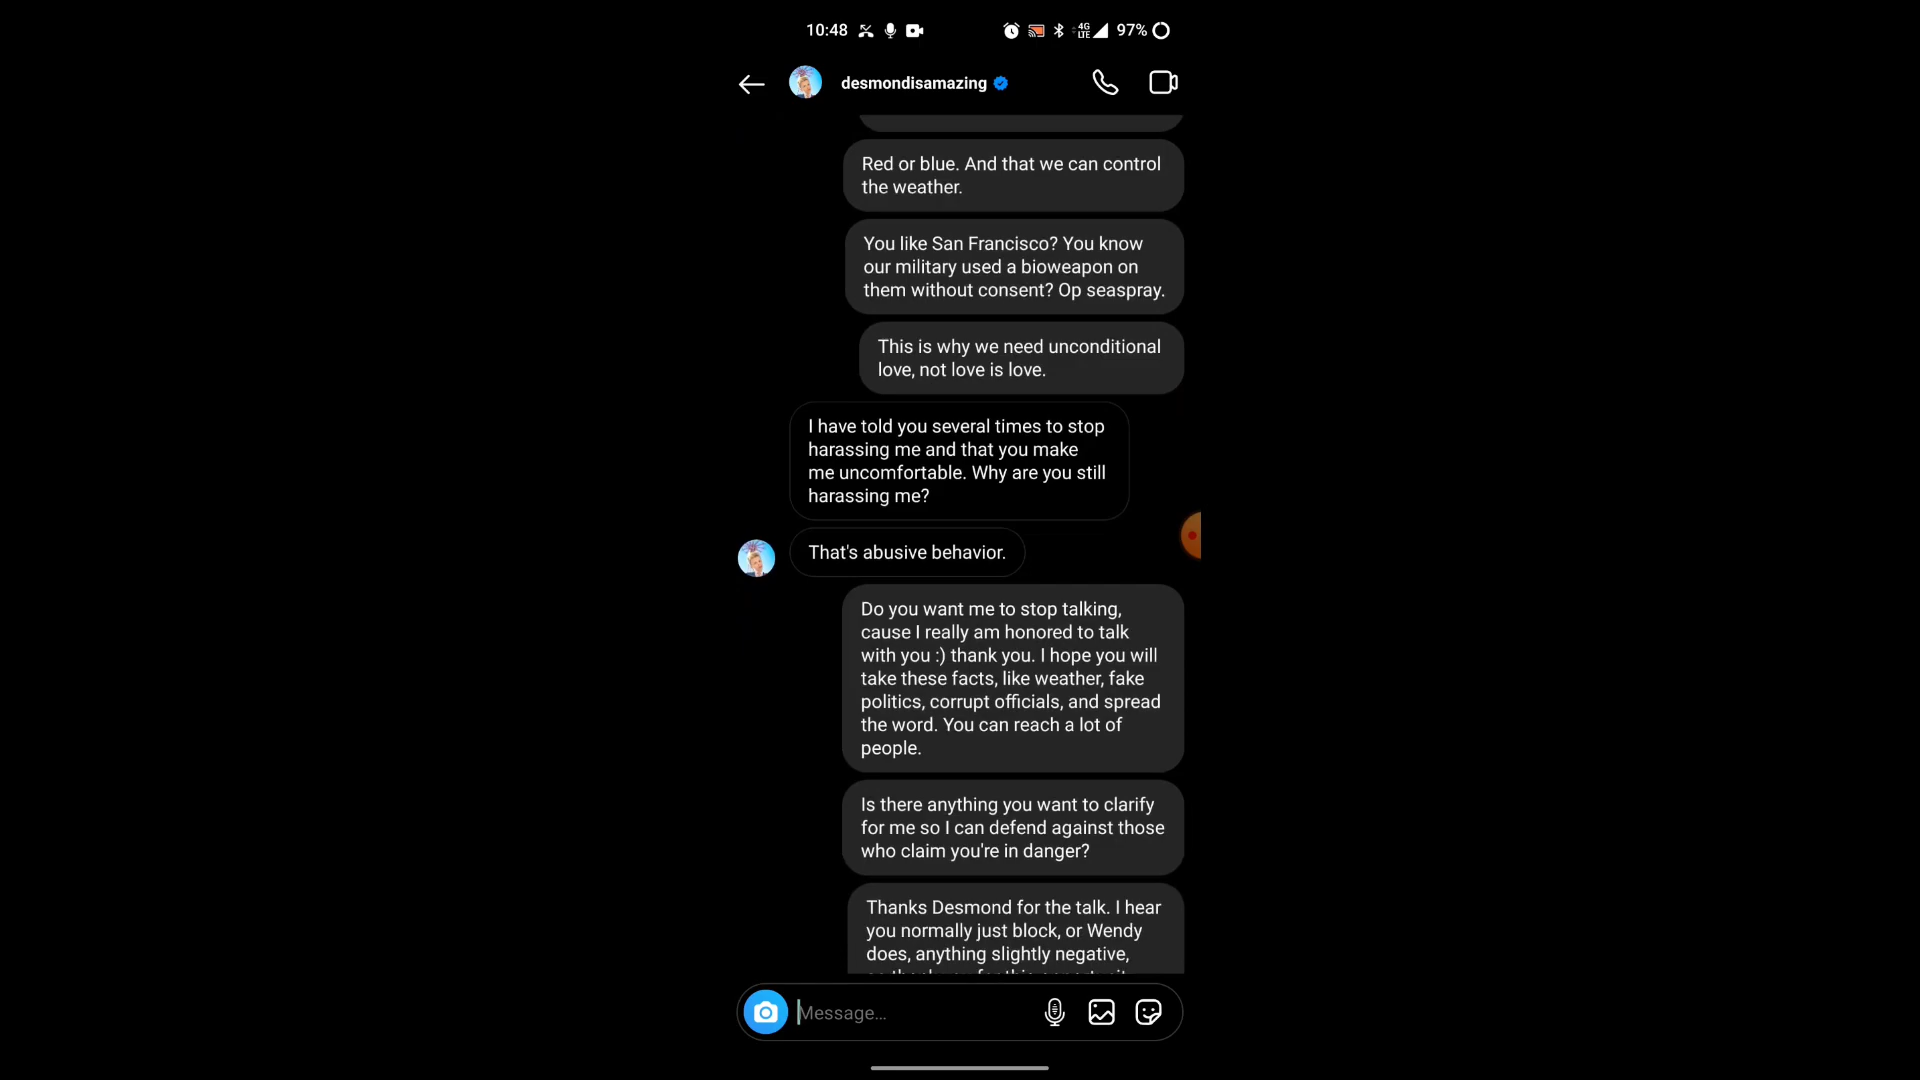 10:48
4G
LTE
97%
desmondisamazing
Red or blue. And that we can control
the weather.
You like San Francisco? You know
our military used a bioweapon on
them without consent? Op seaspray.
This is why we need unconditional
love, not love is love.
I have told you several times to stop
harassing me and that you make
me uncomfortable. Why are you still
harassing me?
That's abusive behavior.
Do you want me to stop talking,
cause I really am honored to talk
with you :) thank you. I hope you will
take these facts, like weather, fake
politics, corrupt officials, and spread
the word. You can reach a lot of
people.
Is there anything you want to clarify
for me so I can defend against those
who claim you're in danger?
Thanks Desmond for the talk. I hear
you normally just block, or Wendy
does, anything slightly negative,
Message...